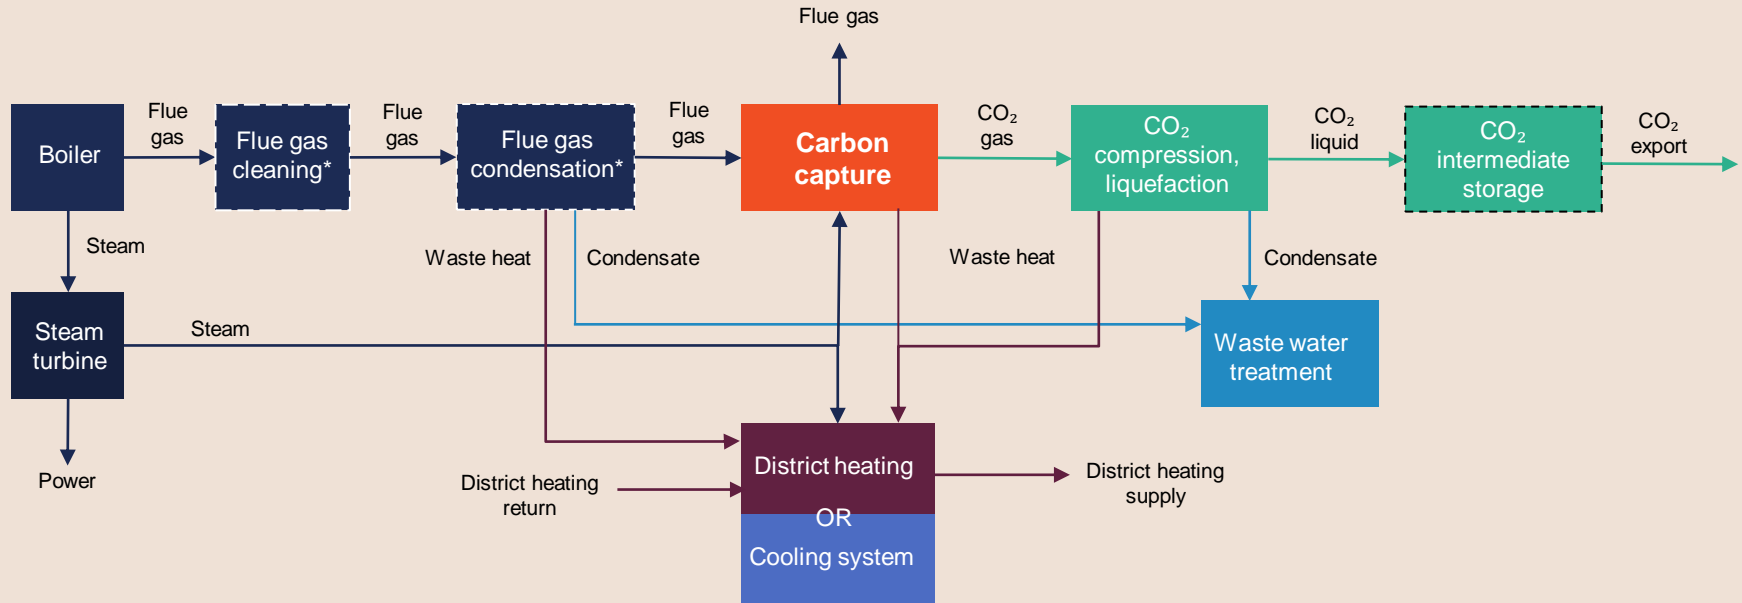 Flue gas
Boiler
Flue
gas
Flue gas
cleaning*
Flue
gas
Flue gas
condensation*
Flue
gas
Carbon
capture
CO₂
gas
CO₂
compression,
liquefaction
CO₂
liquid
CO₂
intermediate
storage
CO₂
export
Steam
Waste heat
Condensate
Waste heat
Condensate
Steam
turbine
Steam
Waste water
treatment
Power
District heating
return
District heating
OR
Cooling system
District heating
supply